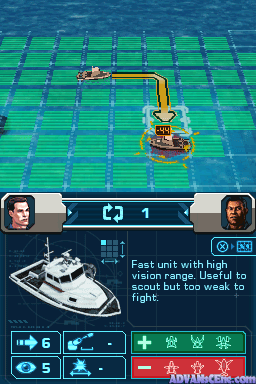 44
1
Fast unit with high
vision range. Useful to
scout but too weak to
fight.
6 -
5 -
ADVANSCEne.com